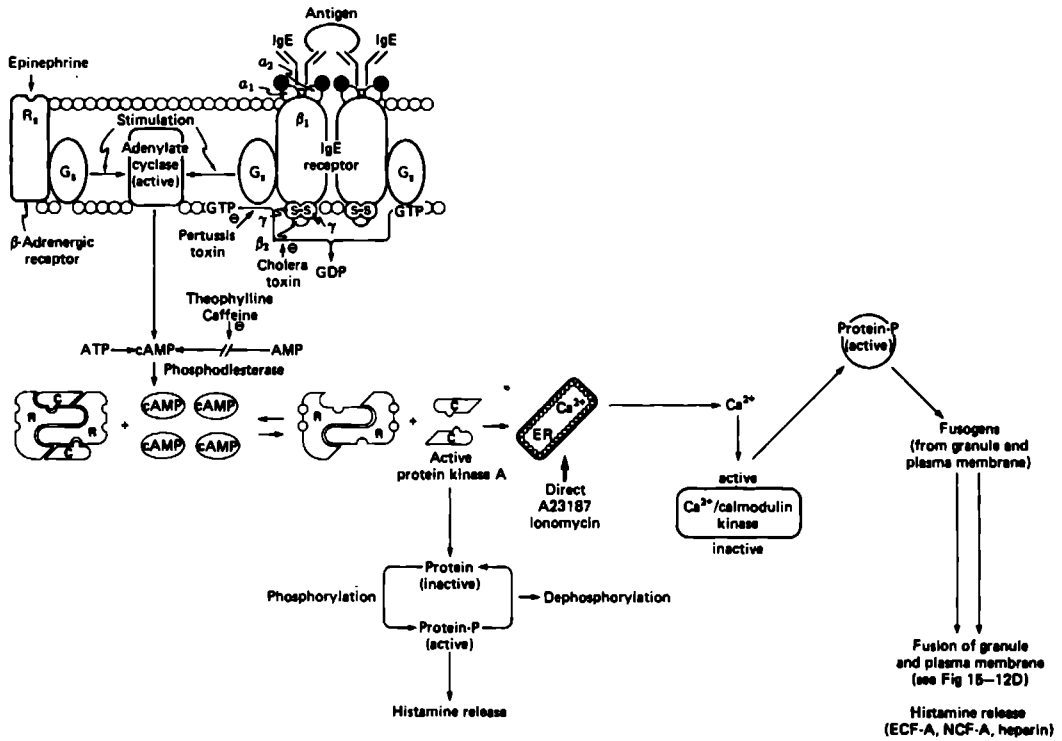 Antigen
IgE
IgE
α2
α1
Epinephrine
Rs
Stimulation
β1
Adenylate
cyclase
(active)
IgE
receptor
Gs
Gs
Gs
GTP
⊖
γ
S-S
γ
S-S
GTP
β2
⊖
Pertussis
toxin
β-Adrenergic
receptor
Cholera
toxin
GDP
Theophylline
Caffeine
⊖
ATP
cAMP
AMP
Phosphodiesterase
C
R
R
C
+
cAMP
cAMP
cAMP
cAMP
R
R
+
C
C
Active
protein kinase A
Ca2+
ER
Direct
A23187
Ionomycin
Ca2+
active
Ca2+/calmodulin
kinase
inactive
Protein-P
(active)
Fusogens
(from granule and
plasma membrane)
Protein
(inactive)
Phosphorylation
Dephosphorylation
Protein-P
(active)
Histamine release
Fusion of granule
and plasma membrane
(see Fig 15–12D)
Histamine release
(ECF-A, NCF-A, heparin)